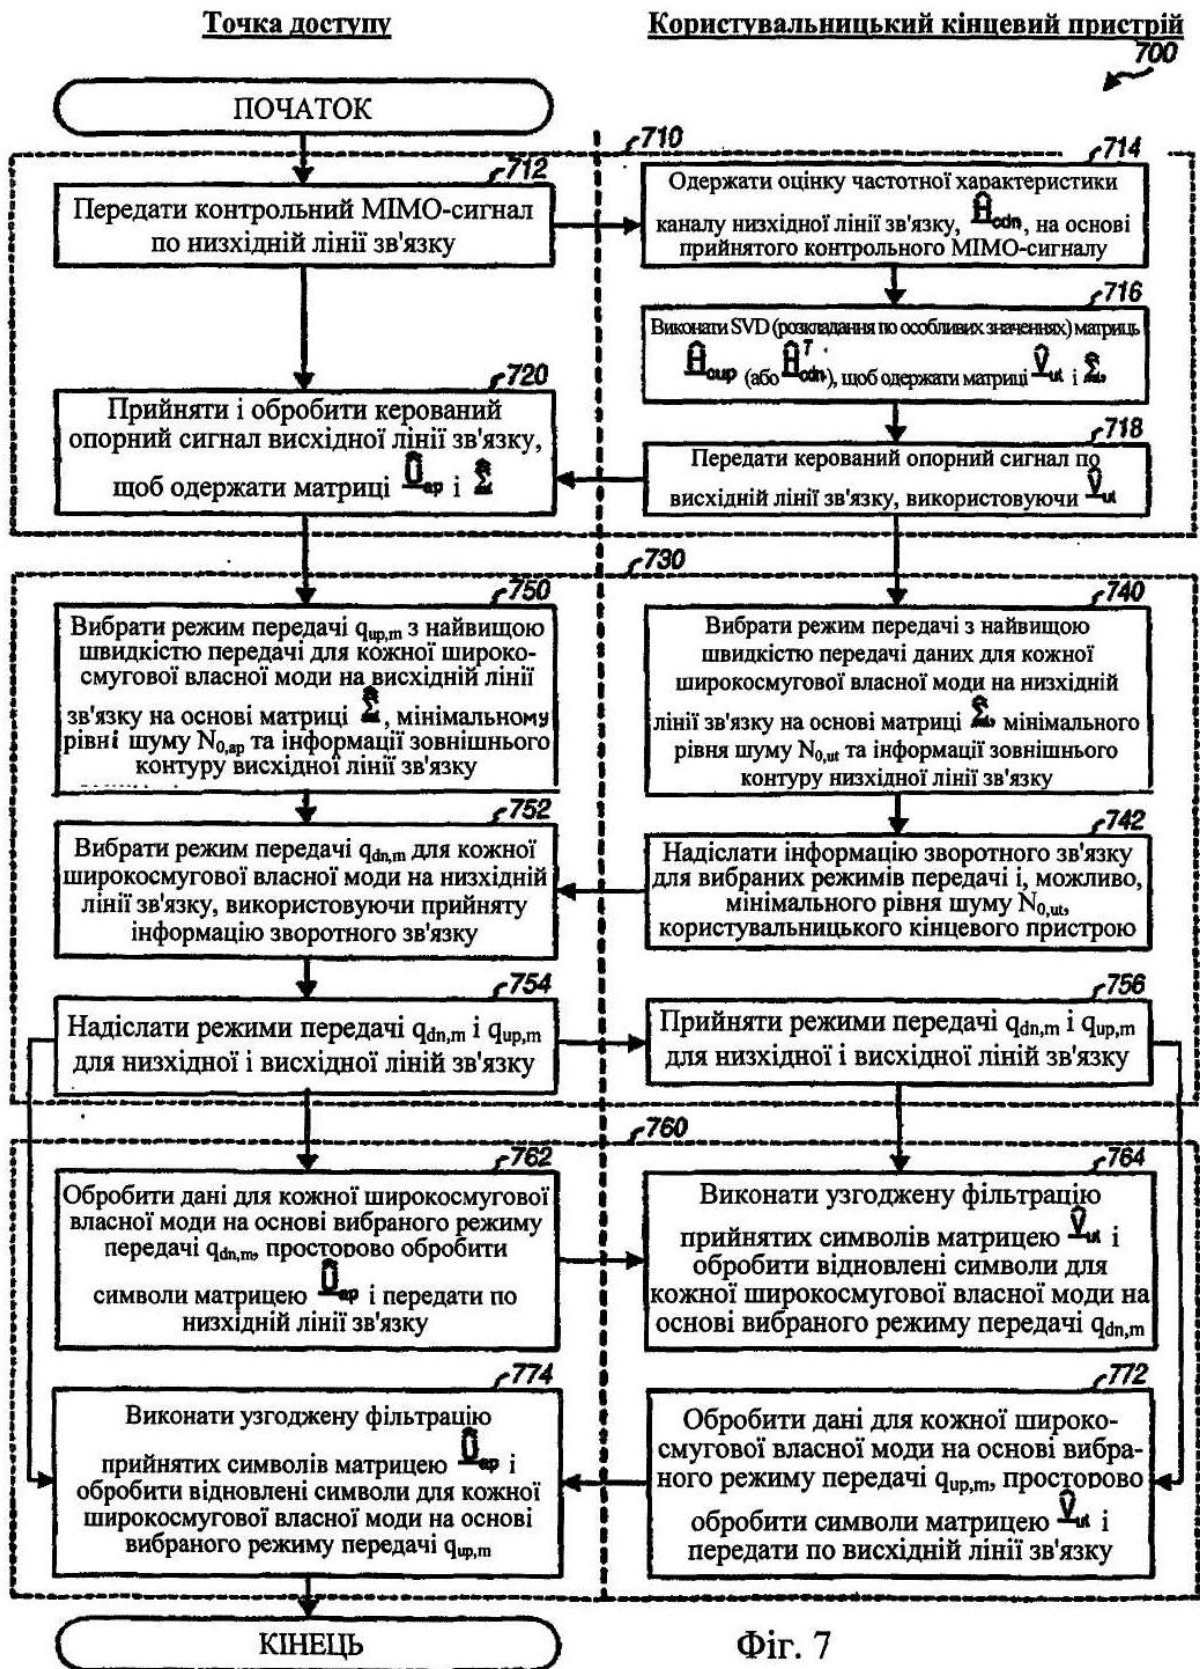 Точка доступу
Користувальницький кінцевий пристрій
700
ПОЧАТОК
710
712
Передати контрольний MIMO-сигнал
по низхідній лінії зв'язку
714
Одержати оцінку частотної характеристики
каналу низхідної лінії зв'язку, Ĥcdn, на основі
прийнятого контрольного MIMO-сигналу
716
Виконати SVD (розкладання по особливих значеннях) матриць
Ĥcup (або Ĥᵀcdn), щоб одержати матриці V̂ut і Σ̂
720
Прийняти і обробити керований
опорний сигнал висхідної лінії зв'язку,
щоб одержати матриці Ûap і Σ̂
718
Передати керований опорний сигнал по
висхідній лінії зв'язку, використовуючи V̂ut
730
750
Вибрати режим передачі qup,m з найвищою
швидкістю передачі для кожної широко-
смугової власної моди на висхідній лінії
зв'язку на основі матриці Σ̂, мінімальному
рівні шуму N0,ap та інформації зовнішнього
контуру висхідної лінії зв'язку
740
Вибрати режим передачі з найвищою
швидкістю передачі даних для кожної
широкосмугової власної моди на низхідній
лінії зв'язку на основі матриці Σ̂, мінімального
рівня шуму N0,ut та інформації зовнішнього
контуру низхідної лінії зв'язку
752
Вибрати режим передачі qdn,m для кожної
широкосмугової власної моди на низхідній
лінії зв'язку, використовуючи прийняту
інформацію зворотного зв'язку
742
Надіслати інформацію зворотного зв'язку
для вибраних режимів передачі і, можливо,
мінімального рівня шуму N0,ut,
користувальницького кінцевого пристрою
754
Надіслати режими передачі qdn,m і qup,m
для низхідної і висхідної ліній зв'язку
756
Прийняти режими передачі qdn,m і qup,m
для низхідної і висхідної ліній зв'язку
760
762
Обробити дані для кожної широкосмугової
власної моди на основі вибраного режиму
передачі qdn,m, просторово обробити
символи матрицею Ûap і передати по
низхідній лінії зв'язку
764
Виконати узгоджену фільтрацію
прийнятих символів матрицею V̂ut і
обробити відновлені символи для
кожної широкосмугової власної моди на
основі вибраного режиму передачі qdn,m
774
Виконати узгоджену фільтрацію
прийнятих символів матрицею Ûap і
обробити відновлені символи для кожної
широкосмугової власної моди на основі
вибраного режиму передачі qup,m
772
Обробити дані для кожної широко-
смугової власної моди на основі вибра-
ного режиму передачі qup,m, просторово
обробити символи матрицею V̂ut і
передати по висхідній лінії зв'язку
КІНЕЦЬ
Фіг. 7